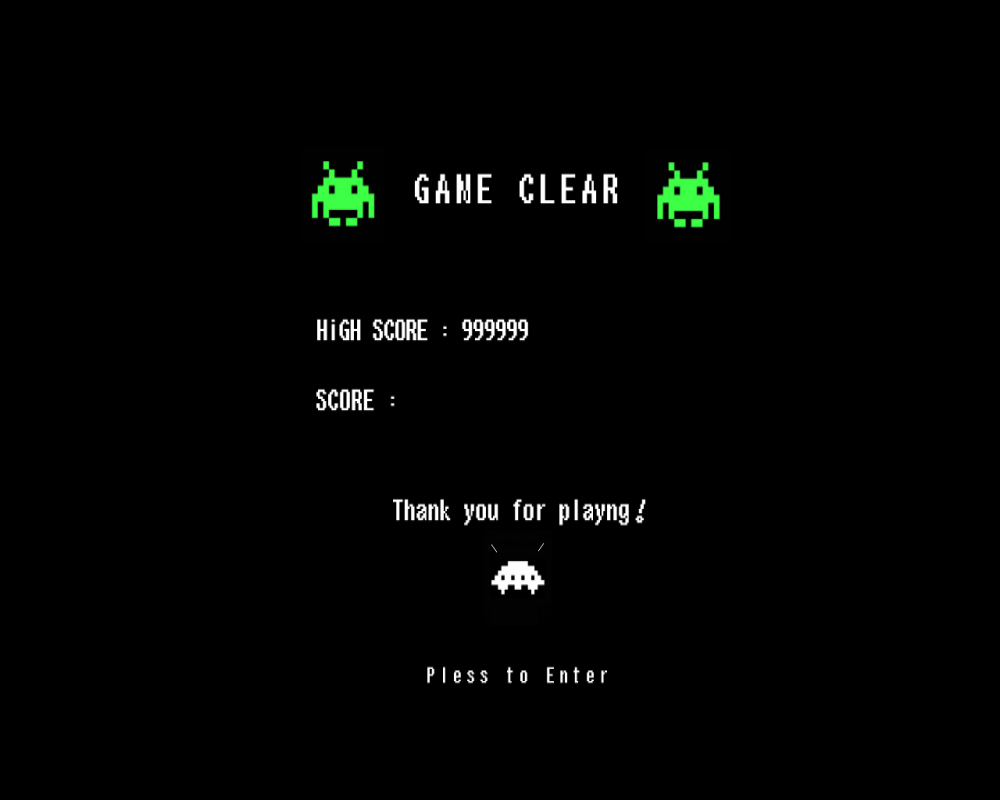 GAME CLEAR
HiGH SCORE : 999999
SCORE :
Thank you for playng!
Pless to Enter